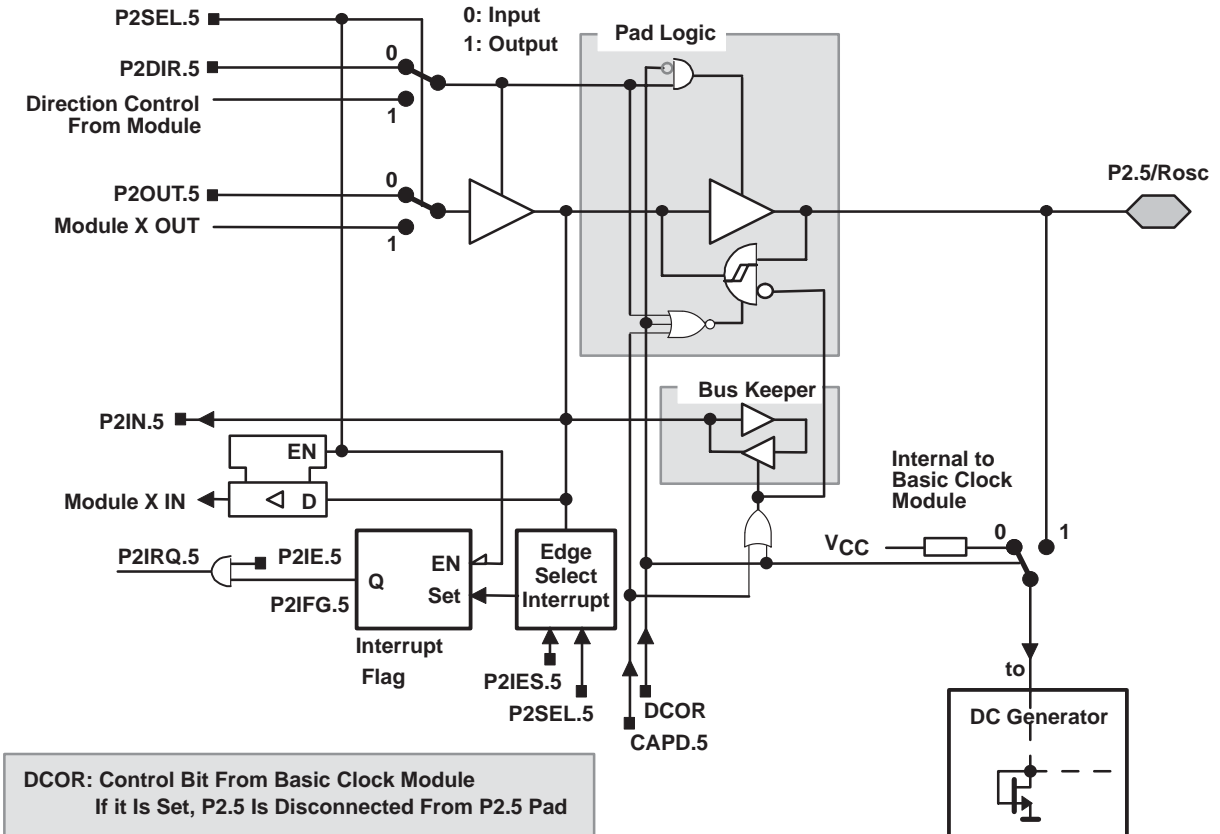 P2SEL.5
0: Input
1: Output
Pad Logic
P2DIR.5
0
Direction Control
From Module
1
P2OUT.5
0
Module X OUT
1
P2.5/Rosc
Bus Keeper
P2IN.5
EN
Module X IN
D
Internal to
Basic Clock
Module
VCC
0
1
P2IRQ.5
P2IE.5
P2IFG.5
Q
EN
Set
Edge
Select
Interrupt
Interrupt
Flag
P2IES.5
P2SEL.5
DCOR
CAPD.5
to
DC Generator
DCOR: Control Bit From Basic Clock Module
If it Is Set, P2.5 Is Disconnected From P2.5 Pad